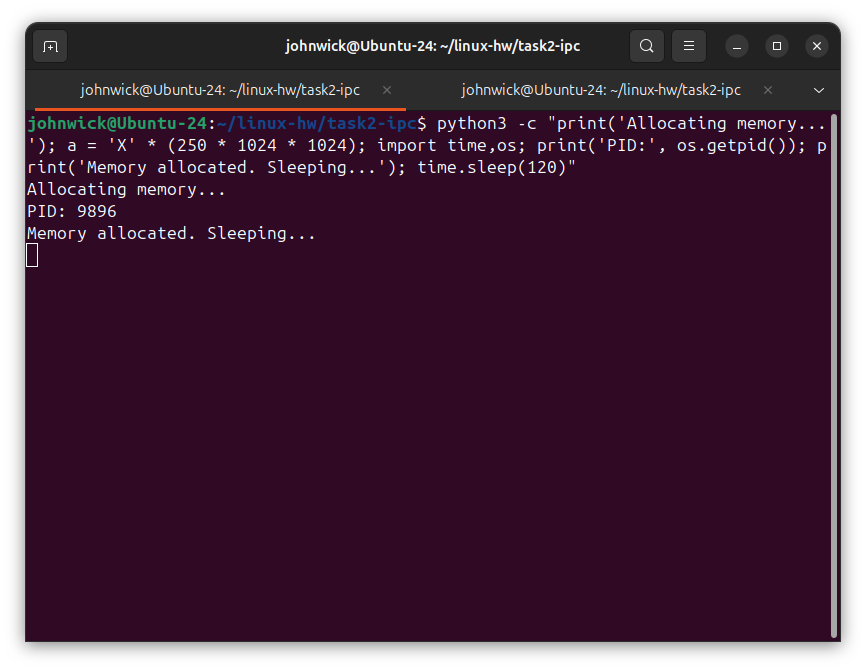 johnwick@Ubuntu-24: ~/linux-hw/task2-ipc
johnwick@Ubuntu-24: ~/linux-hw/task2-ipc
johnwick@Ubuntu-24: ~/linux-hw/task2-ipc
johnwick@Ubuntu-24:~/linux-hw/task2-ipc$ python3 -c "print('Allocating memory...
'); a = 'X' * (250 * 1024 * 1024); import time,os; print('PID:', os.getpid()); p
rint('Memory allocated. Sleeping...'); time.sleep(120)"
Allocating memory...
PID: 9896
Memory allocated. Sleeping...